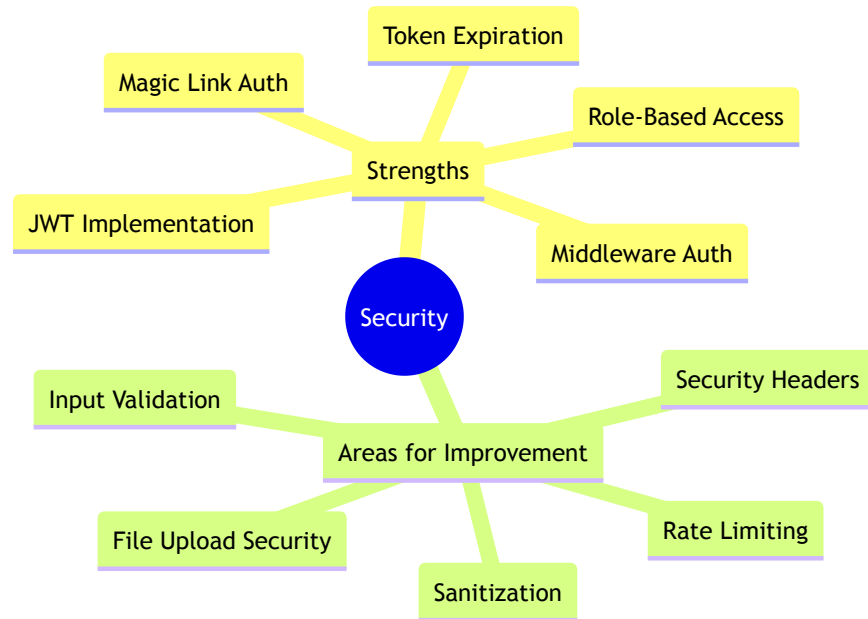 Token Expiration
Magic Link Auth
Role-Based Access
Strengths
JWT Implementation
Middleware Auth
Security
Security Headers
Input Validation
Areas for Improvement
File Upload Security
Rate Limiting
Sanitization